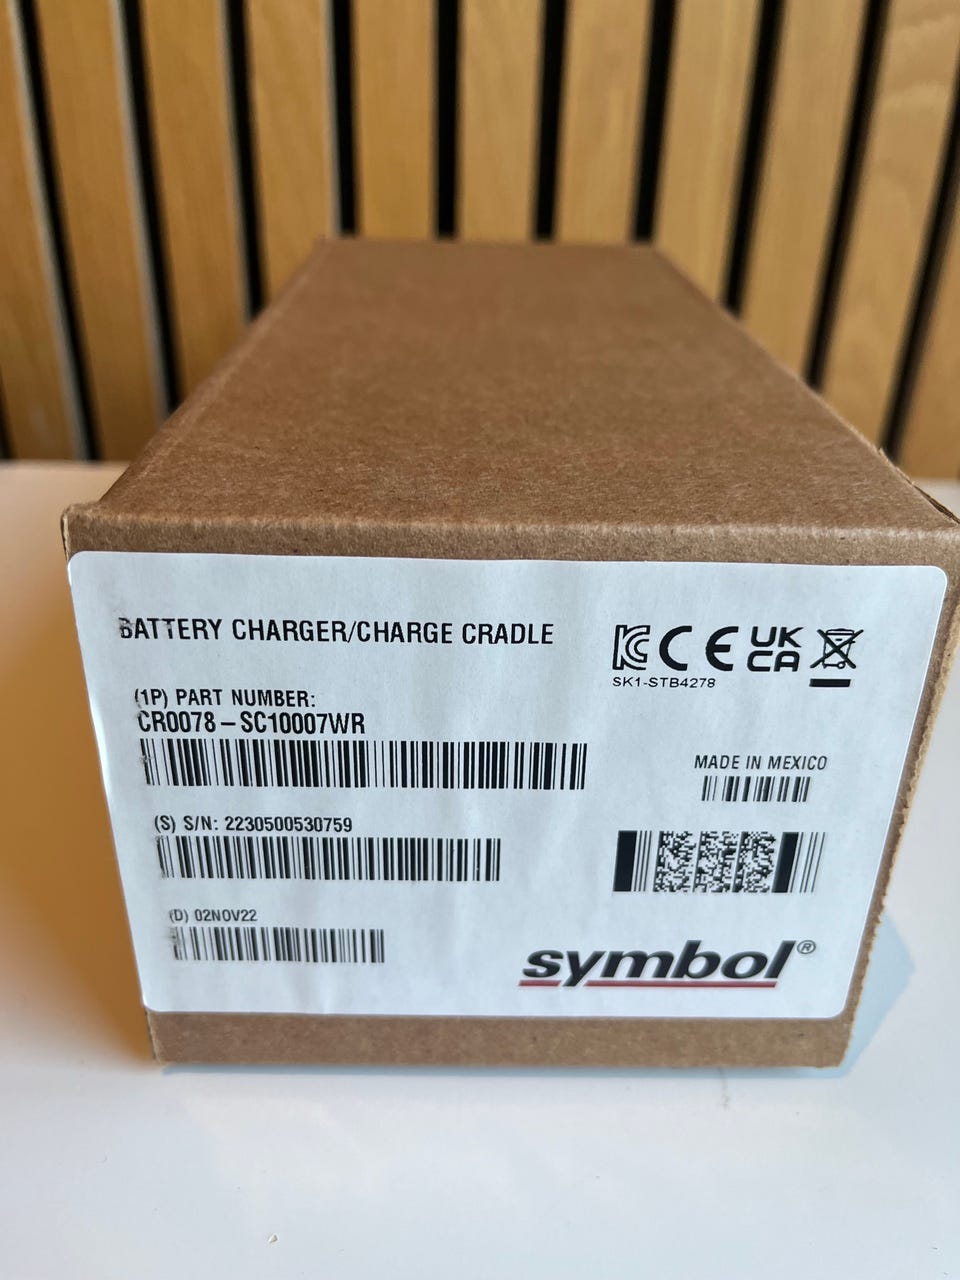 BATTERY CHARGER/CHARGE CRADLE
KC CE UK CA
SK1-STB4278
(1P) PART NUMBER:
CR0078-SC10007WR
MADE IN MEXICO
(S) S/N: 2230500530759
(D) 02NOV22
symbol®